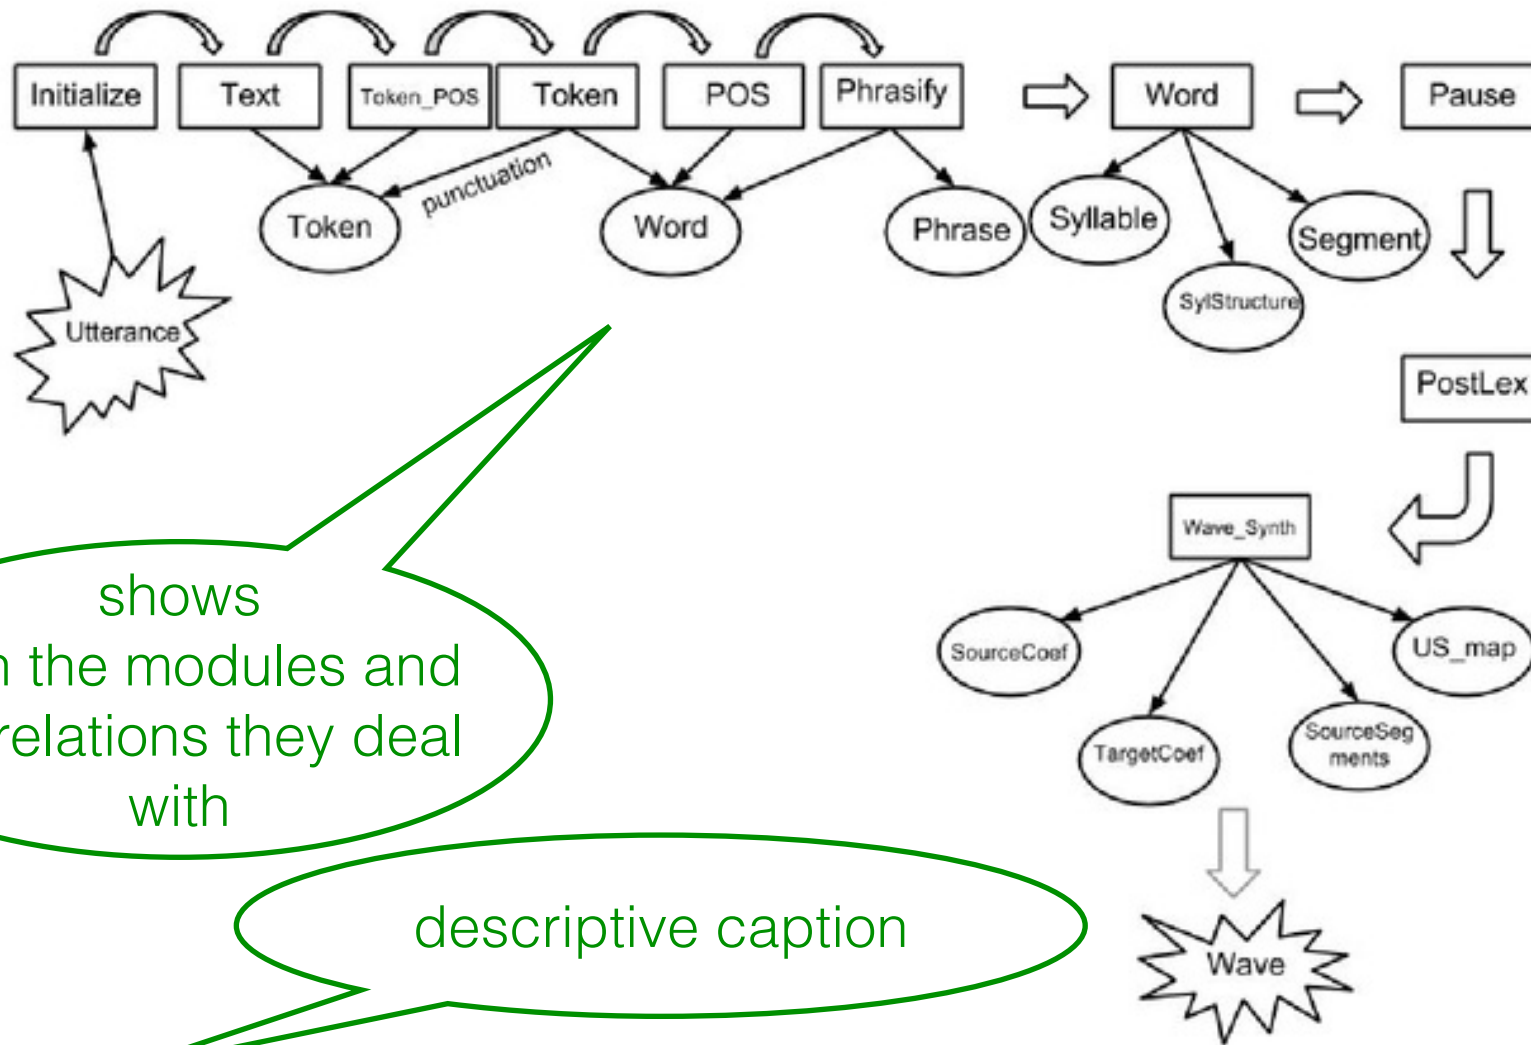 Initialize
Text
Token_POS
Token
POS
Phrasify
Word
Pause
punctuation
Token
Word
Phrase
Syllable
SylStructure
Segment
Utterance
PostLex
Wave_Synth
shows
the modules and
relations they deal
with
SourceCoef
TargetCoef
SourceSeg
ments
US_map
descriptive caption
Wave